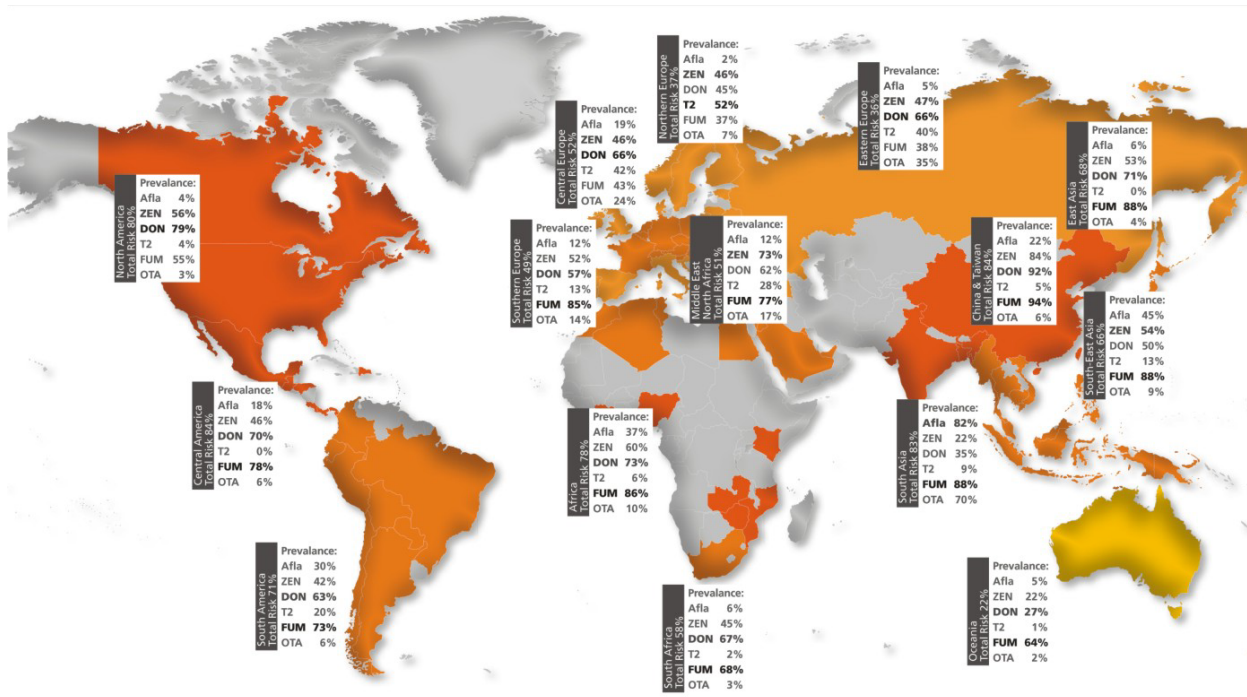 North America
Total Risk 80%
Prevalance:
Afla 4%
ZEN 56%
DON 79%
T2 4%
FUM 55%
OTA 3%
Central America
Total Risk 84%
Prevalance:
Afla 18%
ZEN 46%
DON 70%
T2 0%
FUM 78%
OTA 6%
South America
Total Risk 71%
Prevalance:
Afla 30%
ZEN 42%
DON 63%
T2 20%
FUM 73%
OTA 6%
Northern Europe
Total Risk 37%
Prevalance:
Afla 2%
ZEN 46%
DON 45%
T2 52%
FUM 37%
OTA 7%
Central Europe
Total Risk 52%
Prevalance:
Afla 19%
ZEN 46%
DON 66%
T2 42%
FUM 43%
OTA 24%
Southern Europe
Total Risk 49%
Prevalance:
Afla 12%
ZEN 52%
DON 57%
T2 13%
FUM 85%
OTA 14%
Eastern Europe
Total Risk 36%
Prevalance:
Afla 5%
ZEN 47%
DON 66%
T2 40%
FUM 38%
OTA 35%
Middle East
North Africa
Total Risk 51%
Prevalance:
Afla 12%
ZEN 73%
DON 62%
T2 28%
FUM 77%
OTA 17%
Africa
Total Risk 78%
Prevalance:
Afla 37%
ZEN 60%
DON 73%
T2 6%
FUM 86%
OTA 10%
South Africa
Total Risk 58%
Prevalance:
Afla 6%
ZEN 45%
DON 67%
T2 2%
FUM 68%
OTA 3%
East Asia
Total Risk 68%
Prevalance:
Afla 6%
ZEN 53%
DON 71%
T2 0%
FUM 88%
OTA 4%
China & Taiwan
Total Risk 84%
Prevalance:
Afla 22%
ZEN 84%
DON 92%
T2 5%
FUM 94%
OTA 6%
South-East Asia
Total Risk 66%
Prevalance:
Afla 45%
ZEN 54%
DON 50%
T2 13%
FUM 88%
OTA 9%
South Asia
Total Risk 83%
Prevalance:
Afla 82%
ZEN 22%
DON 35%
T2 9%
FUM 88%
OTA 70%
Oceania
Total Risk 22%
Prevalance:
Afla 5%
ZEN 22%
DON 27%
T2 1%
FUM 64%
OTA 2%